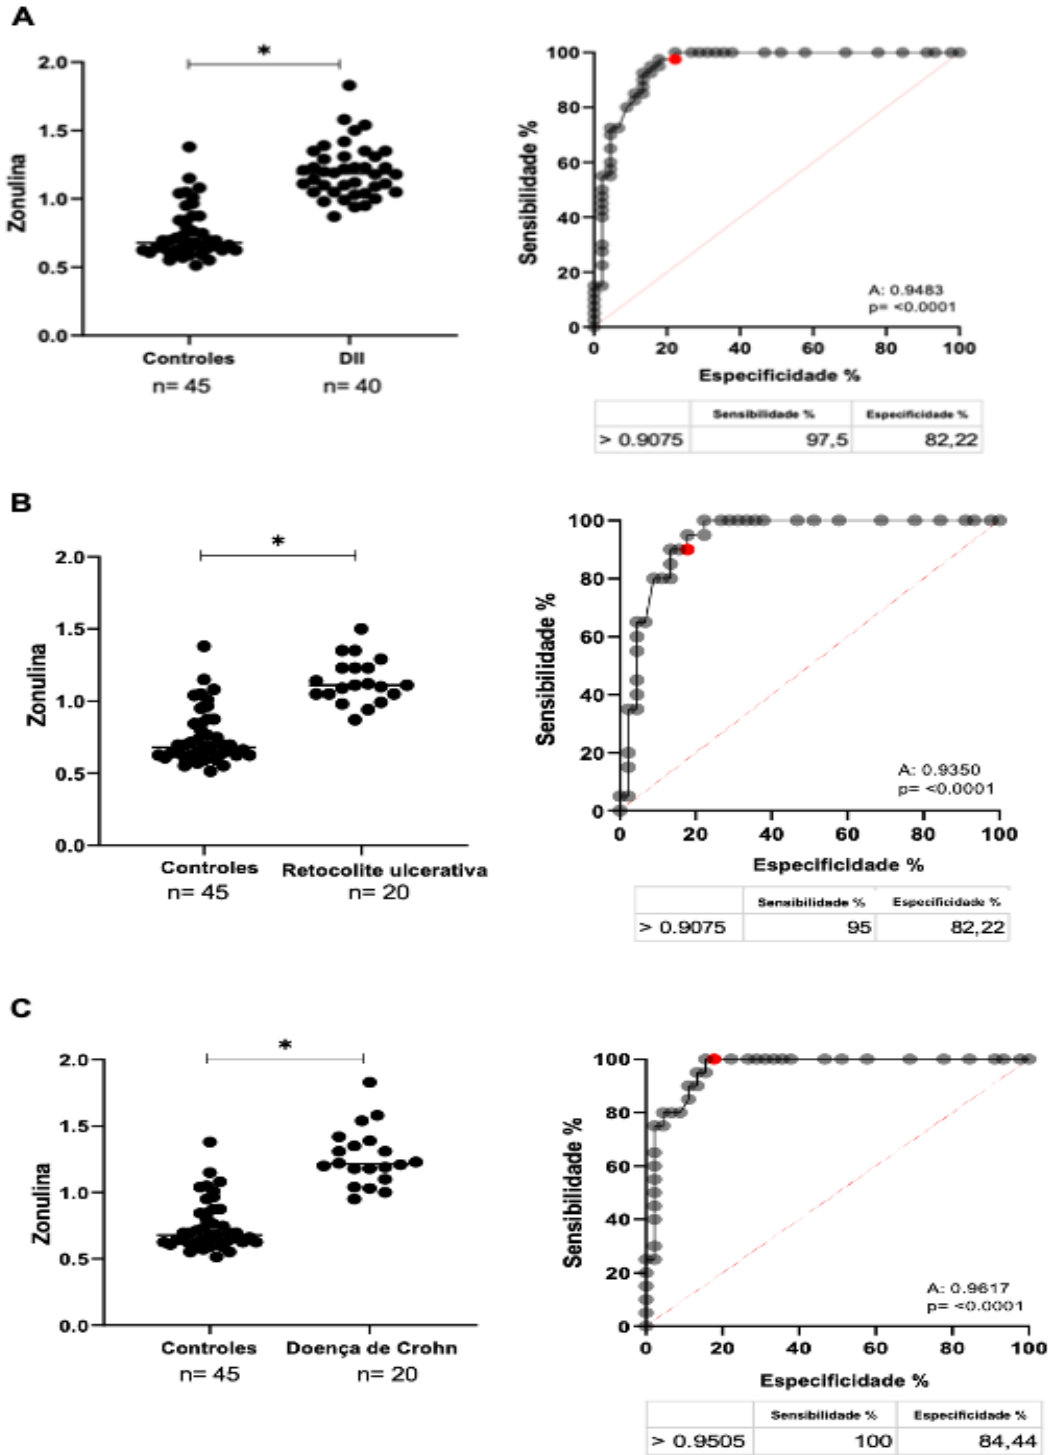 A
*
2.0
1.5
1.0
0.5
0.0
Zonulina
Controles
DII
n= 45
n= 40
100
80
60
40
20
0
Sensibilidade %
A: 0.9483
p= <0.0001
0 20 40 60 80 100
Especificidade %
Sensibilidade % Especificidade %
> 0.9075 97,5 82,22
B
*
2.0
1.5
1.0
0.5
0.0
Zonulina
Controles
Retocolite ulcerativa
n= 45
n= 20
100
80
60
40
20
0
Sensibilidade %
A: 0.9350
p= <0.0001
0 20 40 60 80 100
Especificidade %
Sensibilidade % Especificidade %
> 0.9075 95 82,22
C
*
2.0
1.5
1.0
0.5
0.0
Zonulina
Controles
Doença de Crohn
n= 45
n= 20
100
80
60
40
20
0
Sensibilidade %
A: 0.9617
p= <0.0001
0 20 40 60 80 100
Especificidade %
Sensibilidade % Especificidade %
> 0.9505 100 84,44